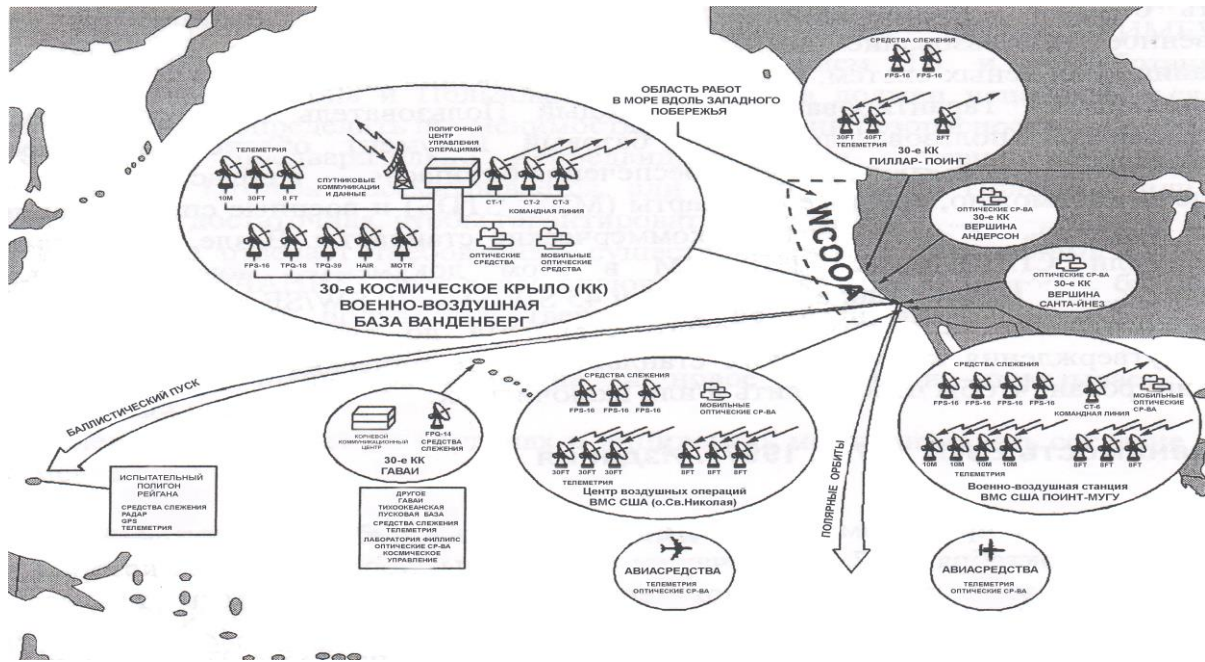 СРЕДСТВА СЛЕЖЕНИЯ
FPS-16 FPS-16
30FT 40FT 8FT
ТЕЛЕМЕТРИЯ
30-е КК
ПИЛЛАР- ПОИНТ
ОБЛАСТЬ РАБОТ
В МОРЕ ВДОЛЬ ЗАПАДНОГО
ПОБЕРЕЖЬЯ
WCOOA
ТЕЛЕМЕТРИЯ
10M 30FT 8 FT
СПУТНИКОВЫЕ
КОММУНИКАЦИИ
И ДАННЫЕ
ПОЛИГОННЫЙ
ЦЕНТР
УПРАВЛЕНИЯ
ОПЕРАЦИЯМИ
СТ-1 СТ-2 СТ-3
КОМАНДНАЯ ЛИНИЯ
FPS-16 TPQ-18 TPQ-39 HAIR MOTR
ОПТИЧЕСКИЕ
СРЕДСТВА
МОБИЛЬНЫЕ
ОПТИЧЕСКИЕ
СРЕДСТВА
30-Е КОСМИЧЕСКОЕ КРЫЛО (КК)
ВОЕННО-ВОЗДУШНАЯ
БАЗА ВАНДЕНБЕРГ
ОПТИЧЕСКИЕ СР-ВА
30-е КК
ВЕРШИНА
АНДЕРСОН
ОПТИЧЕСКИЕ СР-ВА
30-е КК
ВЕРШИНА
САНТА-ЙНЕЗ
БАЛЛИСТИЧЕСКИЙ ПУСК
ИСПЫТАТЕЛЬНЫЙ
ПОЛИГОН
РЕЙГАНА
СРЕДСТВА СЛЕЖЕНИЯ
РАДАР
GPS
ТЕЛЕМЕТРИЯ
КОРНЕВОЙ
КОММУНИКАЦИОННЫЙ
ЦЕНТР
FPQ-14
СРЕДСТВА
СЛЕЖЕНИЯ
30-е КК
ГАВАИ
ДРУГОЕ
ГАВАИ
ТИХООКЕАНСКАЯ
ПУСКОВАЯ БАЗА
СРЕДСТВА СЛЕЖЕНИЯ
ТЕЛЕМЕТРИЯ
ЛАБОРАТОРИЯ ФИЛЛИПС
ОПТИЧЕСКИЕ СР-ВА
КОСМИЧЕСКОЕ
УПРАВЛЕНИЕ
СРЕДСТВА СЛЕЖЕНИЯ
FPS-16 FPS-16 FPS-16
МОБИЛЬНЫЕ
ОПТИЧЕСКИЕ СР-ВА
30FT 30FT 30FT 8FT 8FT 8FT
ТЕЛЕМЕТРИЯ
Центр воздушных операций
ВМС США (о.Св.Николая)
ПОЛЯРНЫЕ ОРБИТЫ
СРЕДСТВА СЛЕЖЕНИЯ
FPS-16 FPS-16 FPS-16 FPS-16
СТ-6
КОМАНДНАЯ ЛИНИЯ
МОБИЛЬНЫЕ
ОПТИЧЕСКИЕ
СР-ВА
10M 10M 10M 10M 8FT 8FT 8FT
ТЕЛЕМЕТРИЯ
Военно-воздушная станция
ВМС США ПОИНТ-МУГУ
АВИАСРЕДСТВА
ТЕЛЕМЕТРИЯ
ОПТИЧЕСКИЕ СР-ВА
АВИАСРЕДСТВА
ТЕЛЕМЕТРИЯ
ОПТИЧЕСКИЕ СР-ВА